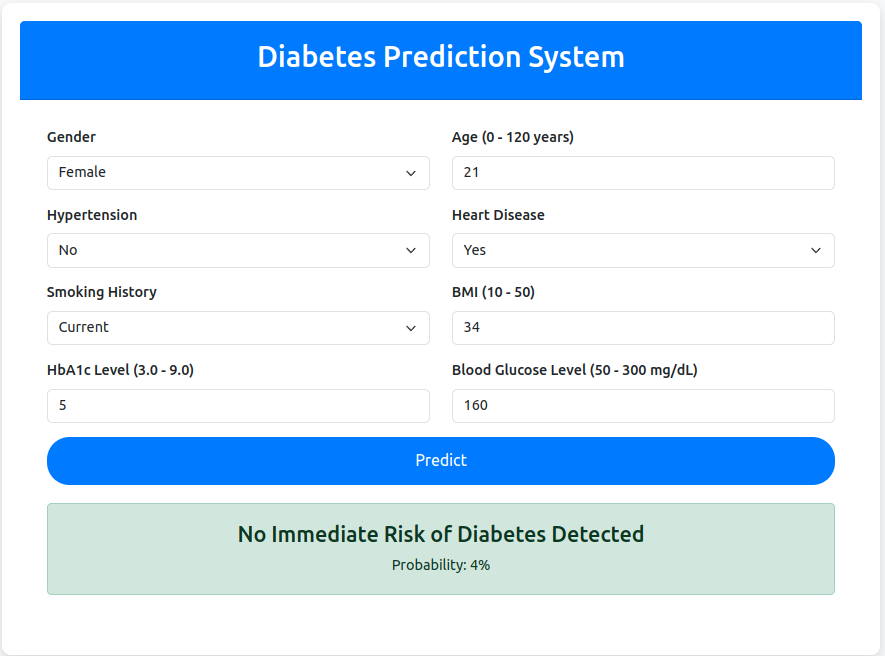 Diabetes Prediction System
Gender
Age (0 - 120 years)
Female
21
Hypertension
Heart Disease
No
Yes
Smoking History
BMI (10 - 50)
Current
34
HbA1c Level (3.0 - 9.0)
Blood Glucose Level (50 - 300 mg/dL)
5
160
Predict
No Immediate Risk of Diabetes Detected
Probability: 4%